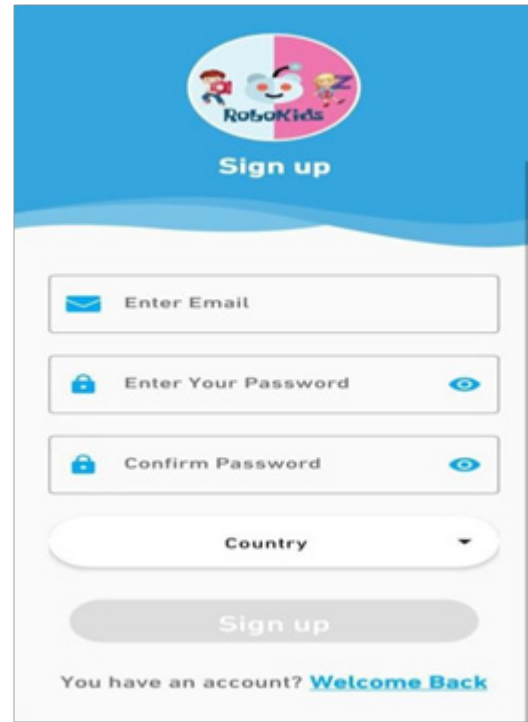 RoboKids
Sign up
Enter Email
Enter Your Password
Confirm Password
Country
Sign up
You have an account? Welcome Back